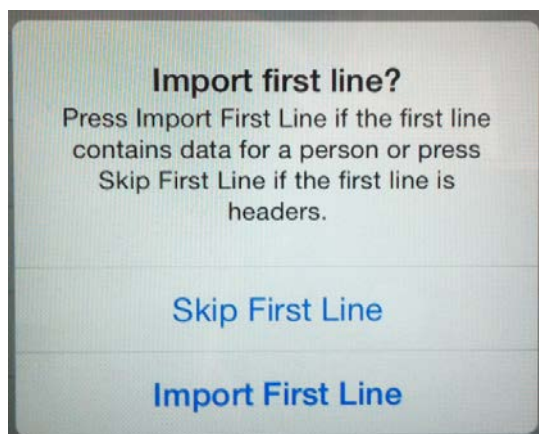 Import first line?
Press Import First Line if the first line
contains data for a person or press
Skip First Line if the first line is
headers.
Skip First Line
Import First Line